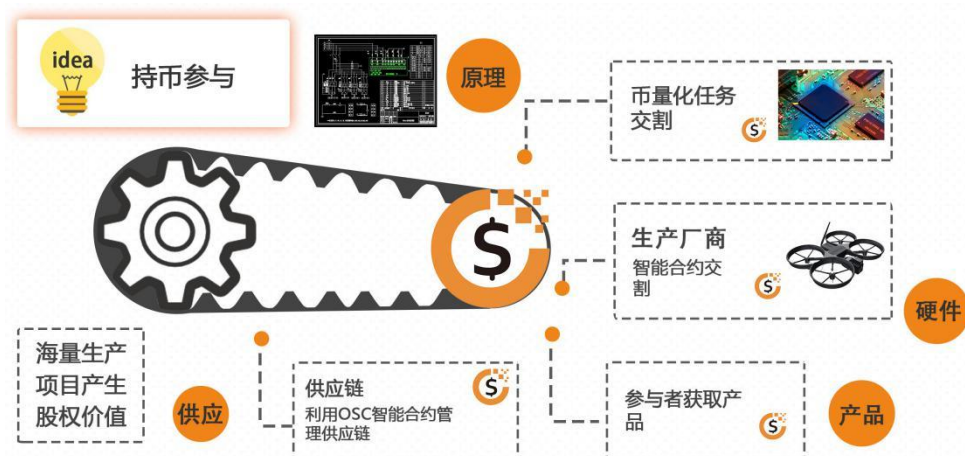 idea
持币参与
原理
币量化任务
交割
$
$
生产厂商
智能合约交
割
$
硬件
海量生产
项目产生
股权价值
供应
供应链
利用OSC智能合约管
理供应链
$
参与者获取产
品
$
产品